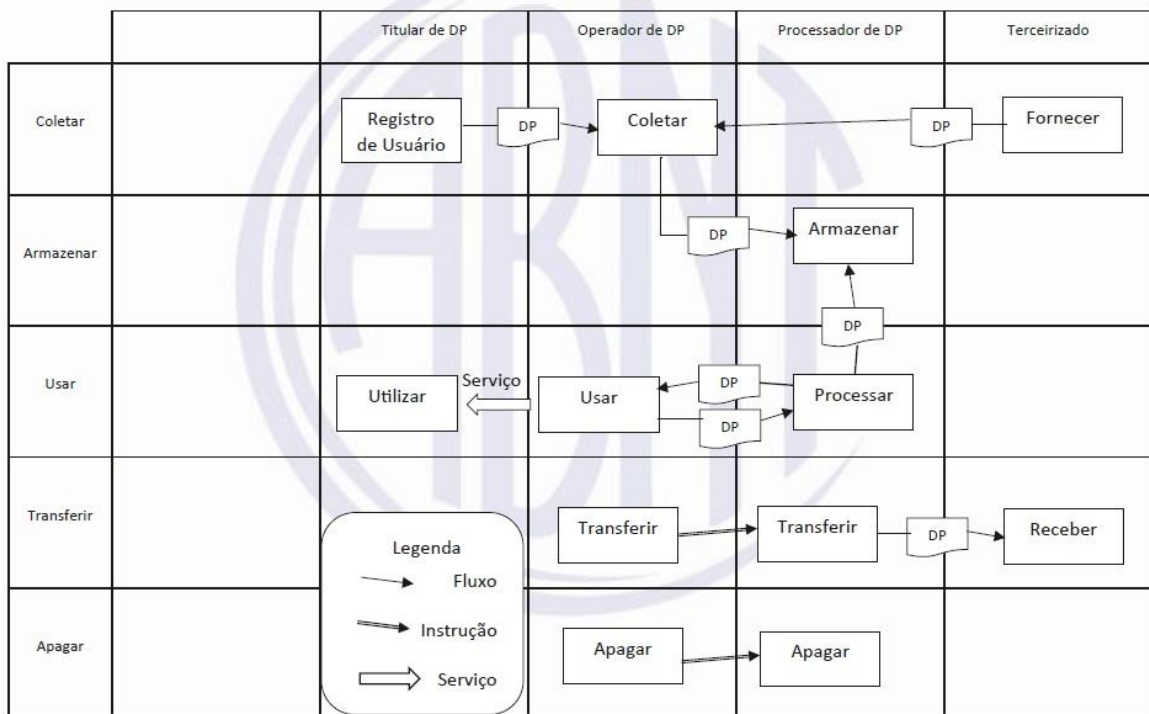 Titular de DP
Operador de DP
Processador de DP
Terceirizado
Coletar
Registro
de Usuário
DP
Coletar
DP
Fornecer
Armazenar
DP
Armazenar
DP
Usar
Utilizar
Serviço
Usar
DP
DP
Processar
Transferir
Transferir
Transferir
DP
Receber
Legenda
Fluxo
Instrução
Serviço
Apagar
Apagar
Apagar
ABNT